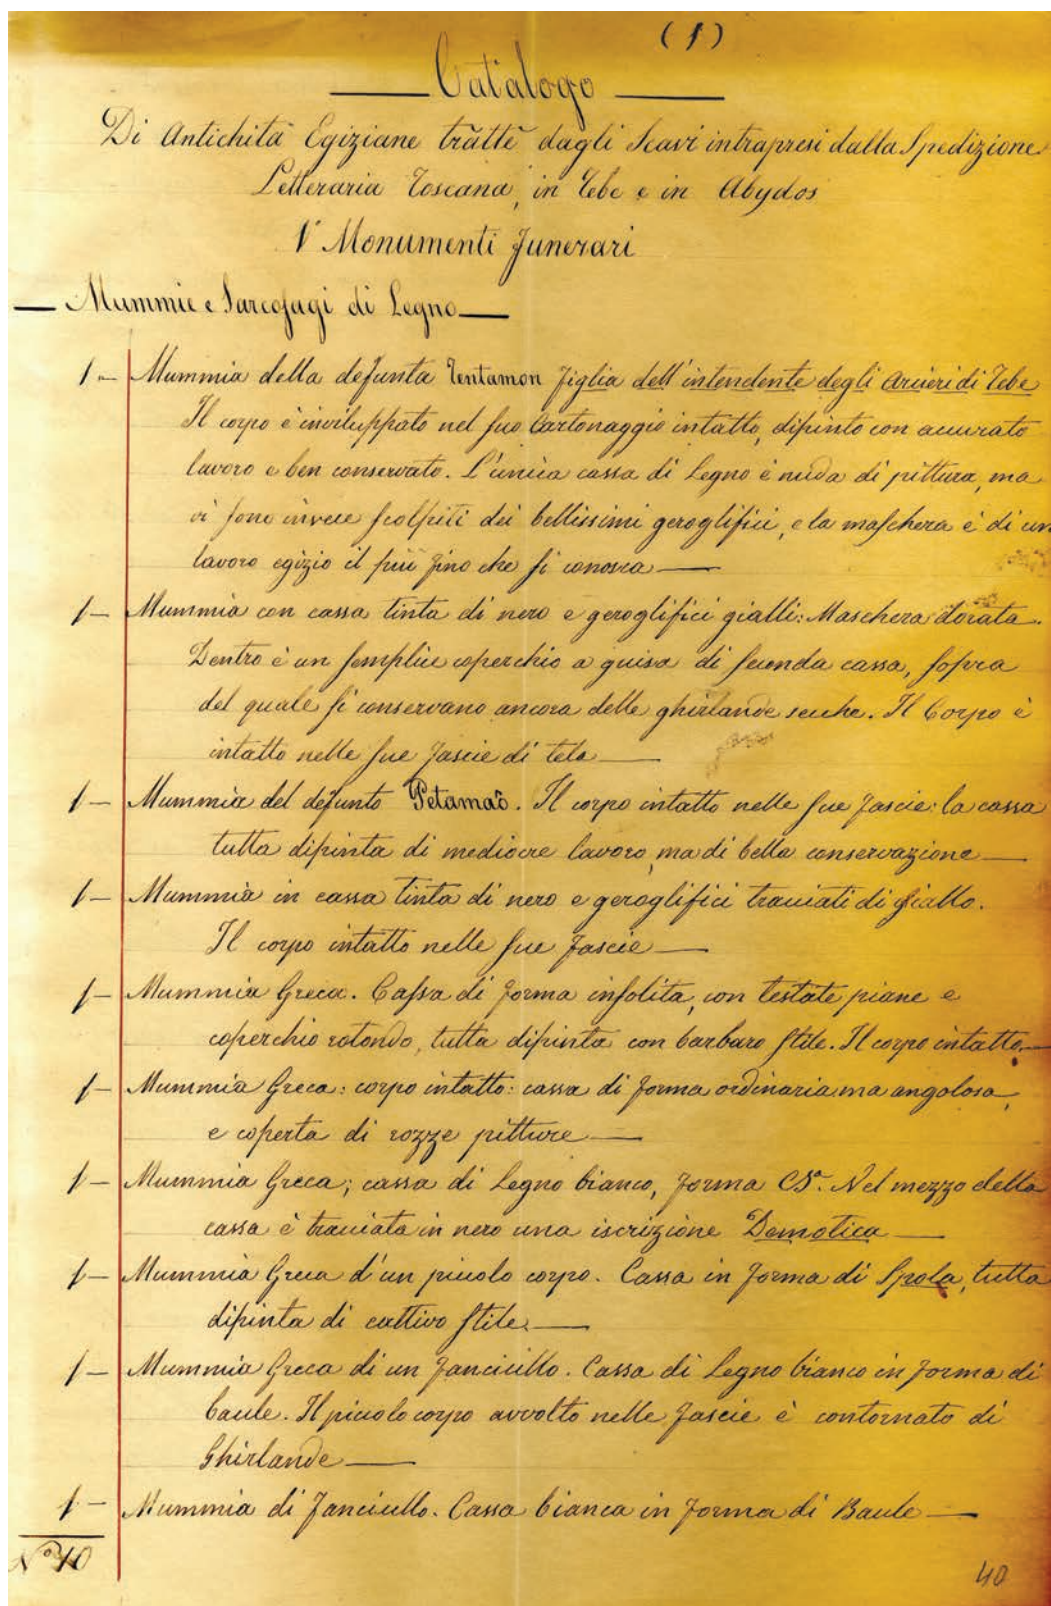 (1)
Catalogo
Di Antichità Egiziane tratte dagli Scavi intrapresi dalla Spedizione
Letteraria Toscana, in Tebe e in Abydos
Monumenti Funerari
Mummie e Sarcofagi di Legno
1 — Mummia della defunta Tentamon figlia dell'intendente degli Arcieri di Tebe
Il corpo è inviluppato nel suo Cartonaggio intatto, dipinto con accurato
lavoro e ben conservato. L'unica cassa di Legno è nuda di pittura, ma
vi sono invece scolpiti dei bellissimi geroglifici, e la maschera è di un
lavoro egizio il più fino che si conosca —
1 — Mummia con cassa tinta di nero e geroglifici gialli: Maschera dorata.
Dentro è un semplice coperchio a guisa di seconda cassa, sopra
del quale si conservano ancora delle ghirlande secche. Il Corpo è
intatto nelle sue fascie di tela —
1 — Mummia del defunto Petamaò. Il corpo intatto nelle sue fascie: la cassa
tutta dipinta di mediocre lavoro, ma di bella conservazione —
1 — Mummia in cassa tinta di nero e geroglifici tracciati di giallo.
Il corpo intatto nelle sue fascie —
1 — Mummia Greca. Cassa di forma insolita, con testate piane e
coperchio rotondo, tutta dipinta con barbaro stile. Il corpo intatto. —
1 — Mummia Greca: corpo intatto: cassa di forma ordinaria ma angolosa,
e coperta di rozze pitture —
1 — Mummia Greca; cassa di Legno bianco, forma Cᵃ. Nel mezzo della
cassa è tracciata in nero una iscrizione Demotica —
1 — Mummia Greca d'un piccolo corpo. Cassa in forma di Spola, tutta
dipinta di cattivo stile. —
1 — Mummia Greca di un fanciullo. Cassa di Legno bianco in forma di
baule. Il piccolo corpo avvolto nelle fascie è contornato di
Ghirlande —
1 — Mummia di Fanciullo. Cassa bianca in forma di Baule —
N° 10
40